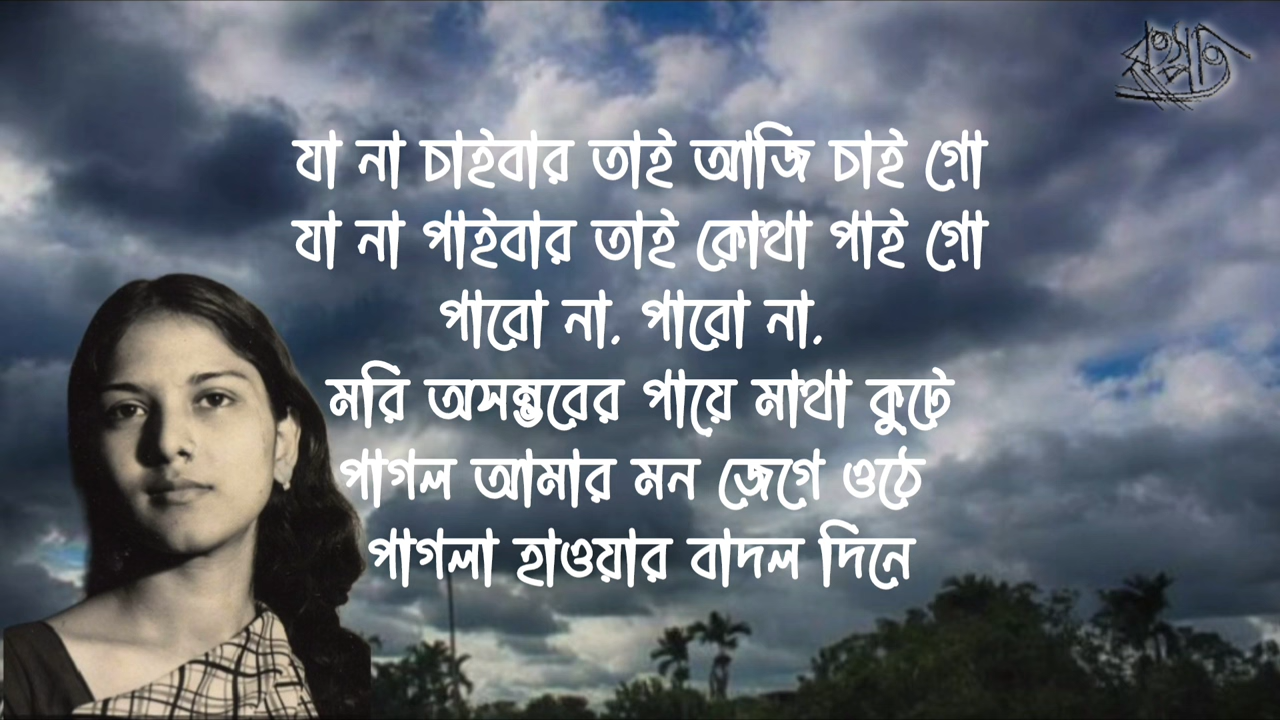 যা না চাইবার তাই আজি চাই গো
যা না পাইবার তাই কোথা পাই গো
পাবো না. পাবো না.
মরি অসম্ভবের পায়ে মাথা কুটে
পাগল আমার মন জেগে ওঠে
পাগলা হাওয়ার বাদল দিনে